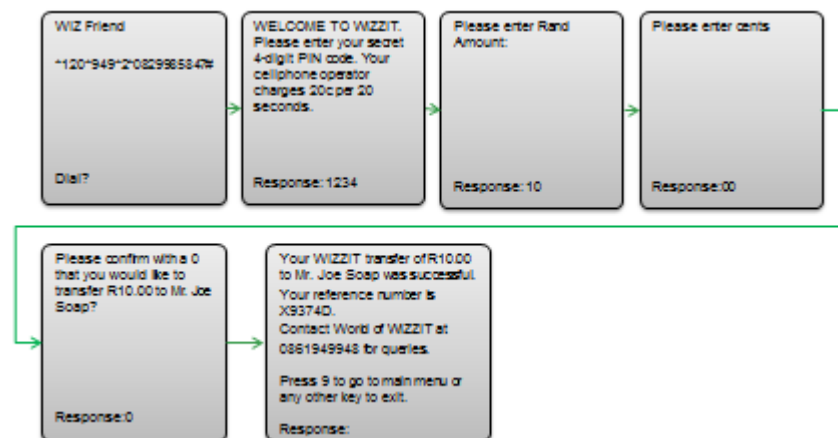 WIZ Friend
*120*949*2*0829985847#
Dial?
WELCOME TO WIZZIT.
Please enter your secret
4-digit PIN code. Your
cellphone operator
charges 20c per 20
seconds.
Response: 1234
Please enter Rand
Amount:
Response: 10
Please enter cents
Response:00
Please confirm with a 0
that you would like to
transfer R10.00 to Mr. Joe
Soap?
Response:0
Your WIZZIT transfer of R10.00
to Mr. Joe Soap was successful.
Your reference number is
X9374D.
Contact World of WIZZIT at
0861949948 for queries.
Press 9 to go to main menu or
any other key to exit.
Response: